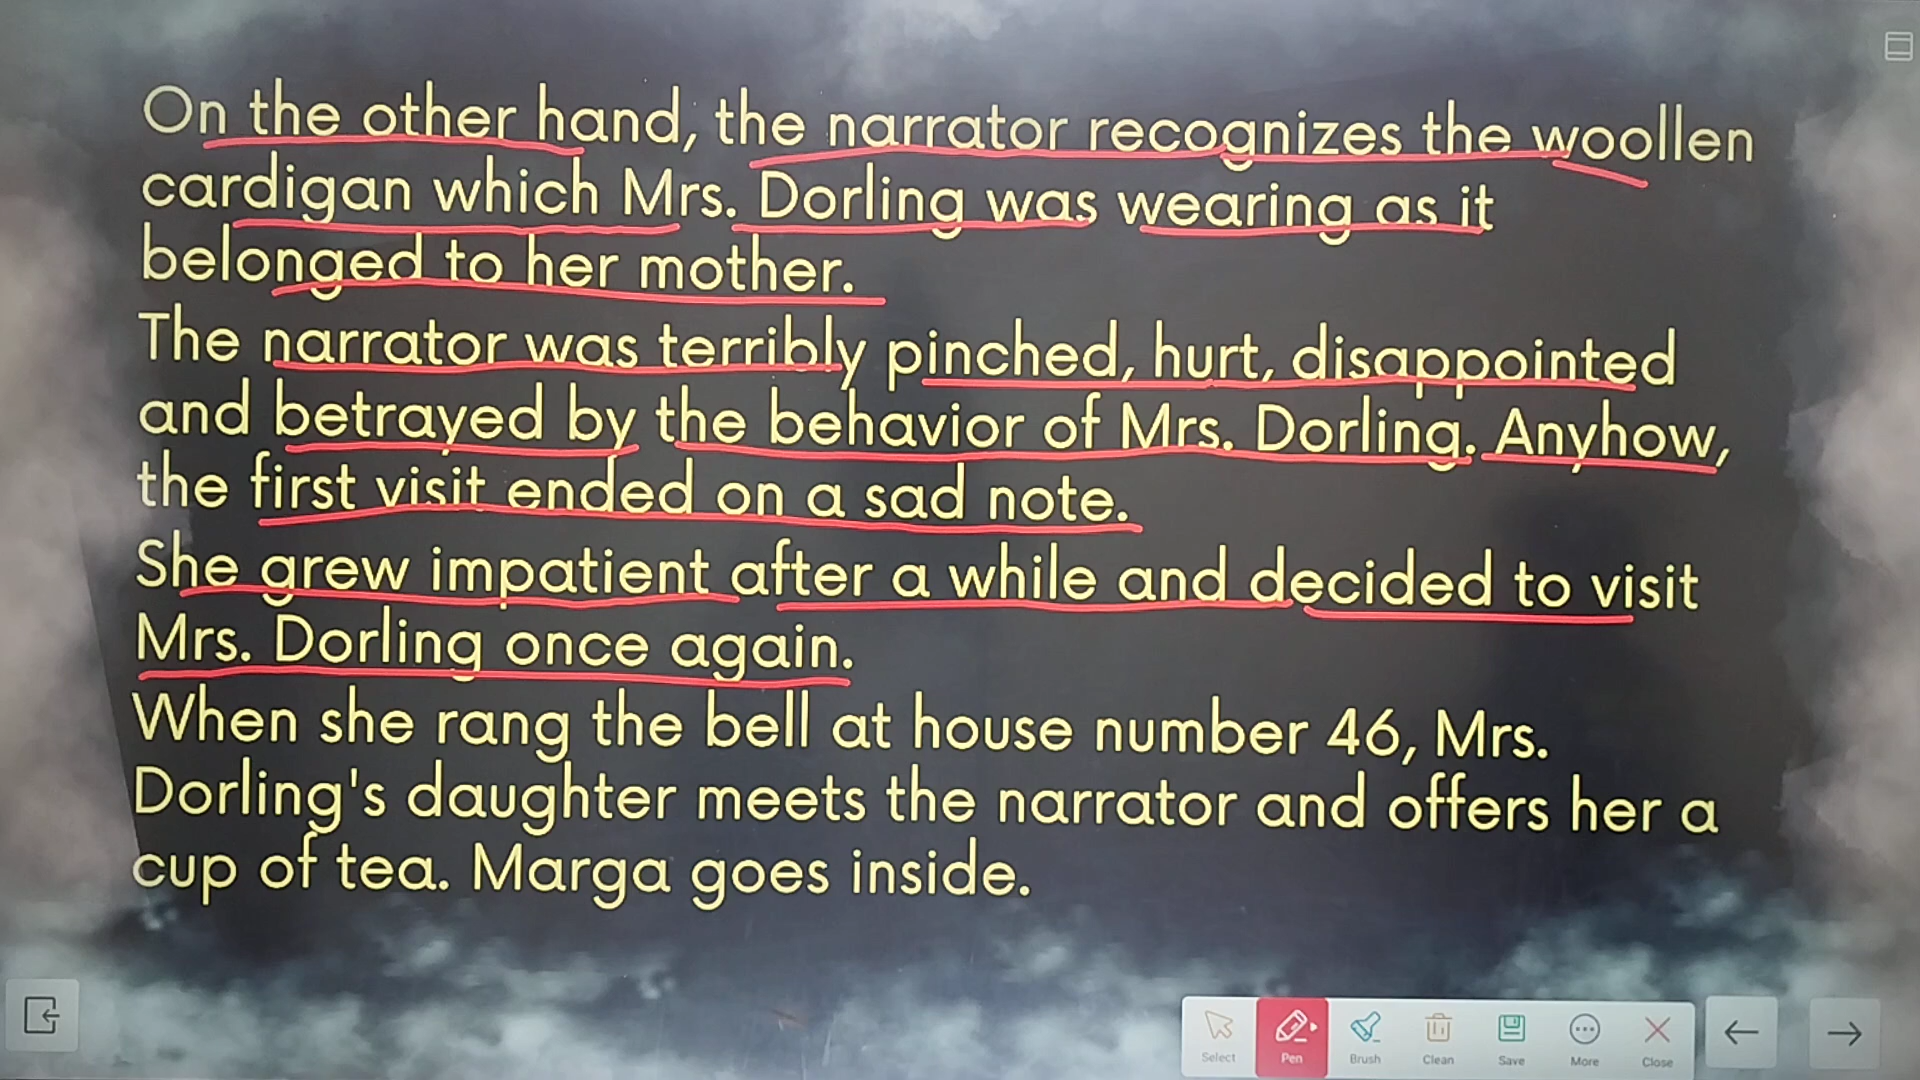 On the other hand, the narrator recognizes the woollen
cardigan which Mrs. Dorling was wearing as it
belonged to her mother.
The narrator was terribly pinched, hurt, disappointed
and betrayed by the behavior of Mrs. Dorling. Anyhow,
the first visit ended on a sad note.
She grew impatient after a while and decided to visit
Mrs. Dorling once again.
When she rang the bell at house number 46, Mrs.
Dorling's daughter meets the narrator and offers her a
cup of tea. Marga goes inside.
Select Pen Brush Clean Save More Close